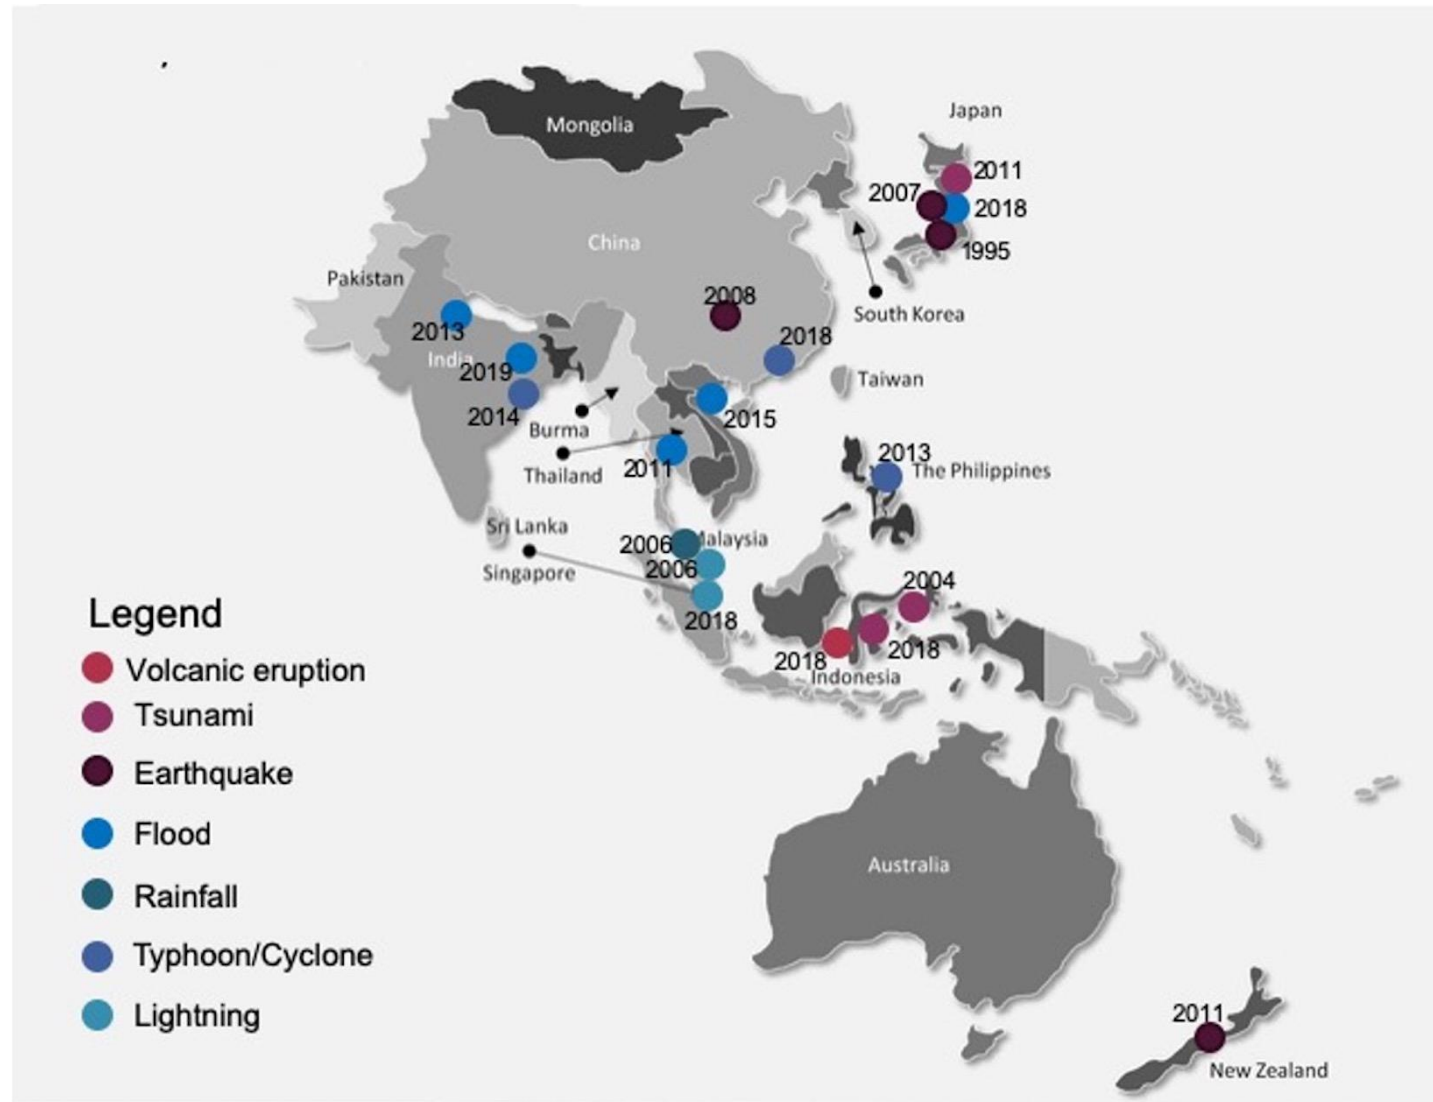 Mongolia
Japan
2011
2007
2018
China
1995
Pakistan
2008
South Korea
2013
2018
India
2019
Taiwan
2014
2015
Burma
2013
The Philippines
2011
Thailand
Sri Lanka
2006
Malaysia
2006
Singapore
2004
2018
2018
2018
Indonesia
Legend
Volcanic eruption
Tsunami
Earthquake
Flood
Rainfall
Typhoon/Cyclone
Lightning
Australia
2011
New Zealand